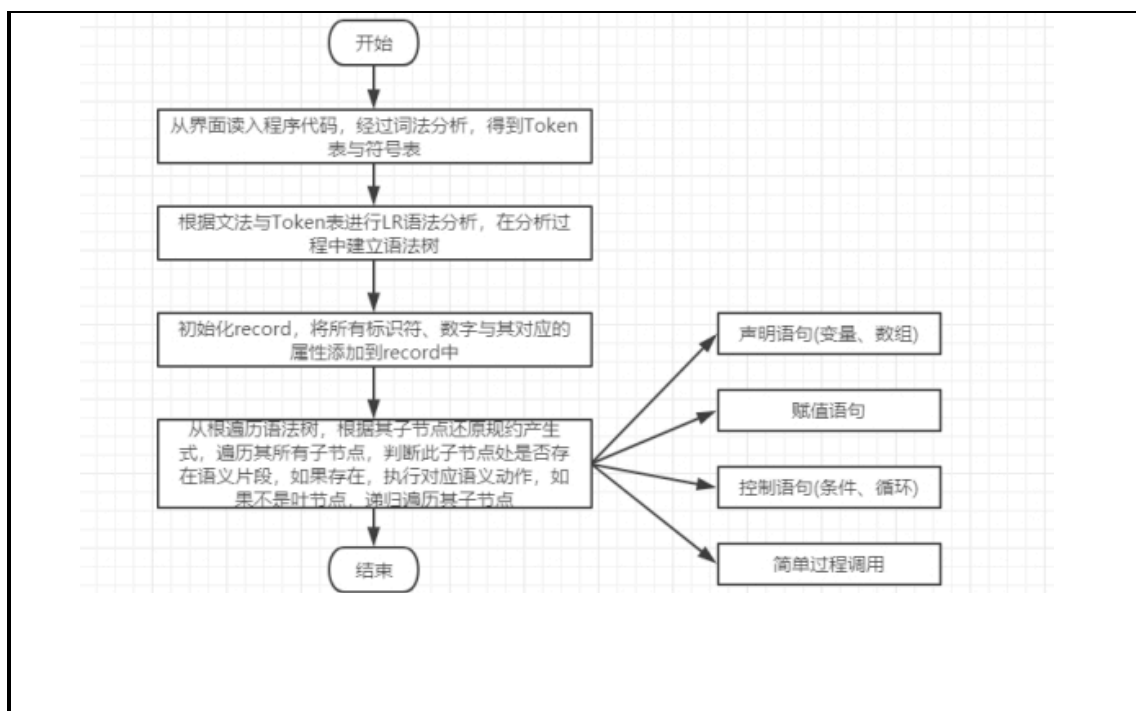 开始
从界面读入程序代码，经过词法分析，得到Token
表与符号表
根据文法与Token表进行LR语法分析，在分析过
程中建立语法树
初始化record，将所有标识符、数字与其对应的
属性添加到record中
从根遍历语法树，根据其子节点还原规约产生
式，遍历其所有子节点，判断此子节点处是否存
在语义片段，如果存在，执行对应语义动作，如
果不是叶节点，递归遍历其子节点
结束
声明语句(变量、数组)
赋值语句
控制语句(条件、循环)
简单过程调用